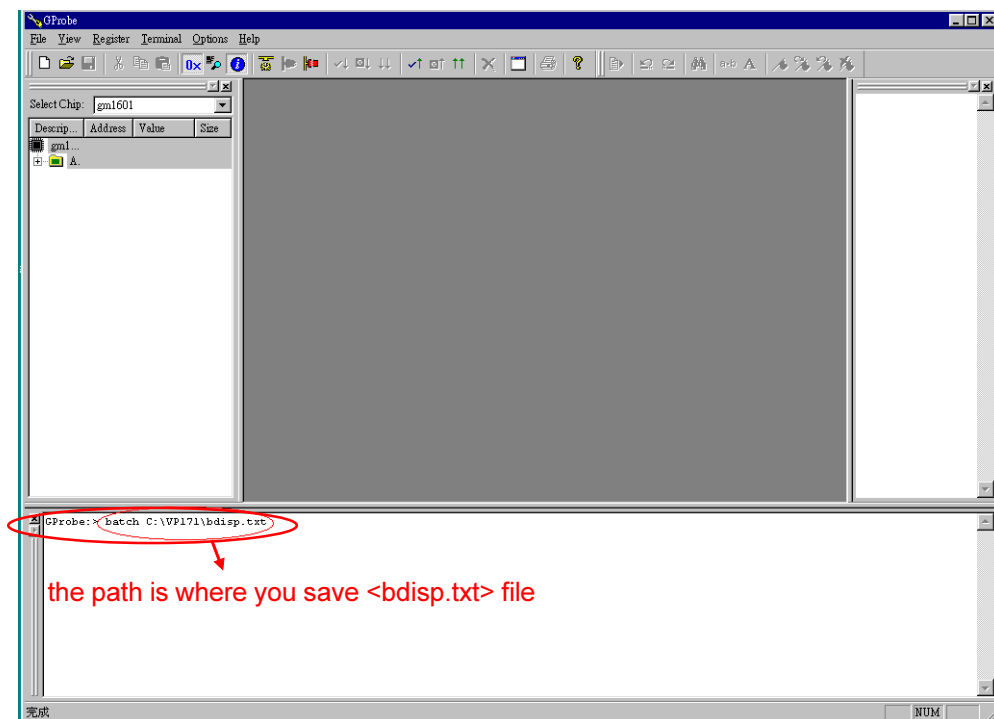 GProbe
File View Register Terminal Options Help
Select Chip: gm1601
Descrip... Address Value Size
gm1...
A.
GProbe:> batch C:\VP171\bdisp.txt
the path is where you save <bdisp.txt> file
完成 NUM